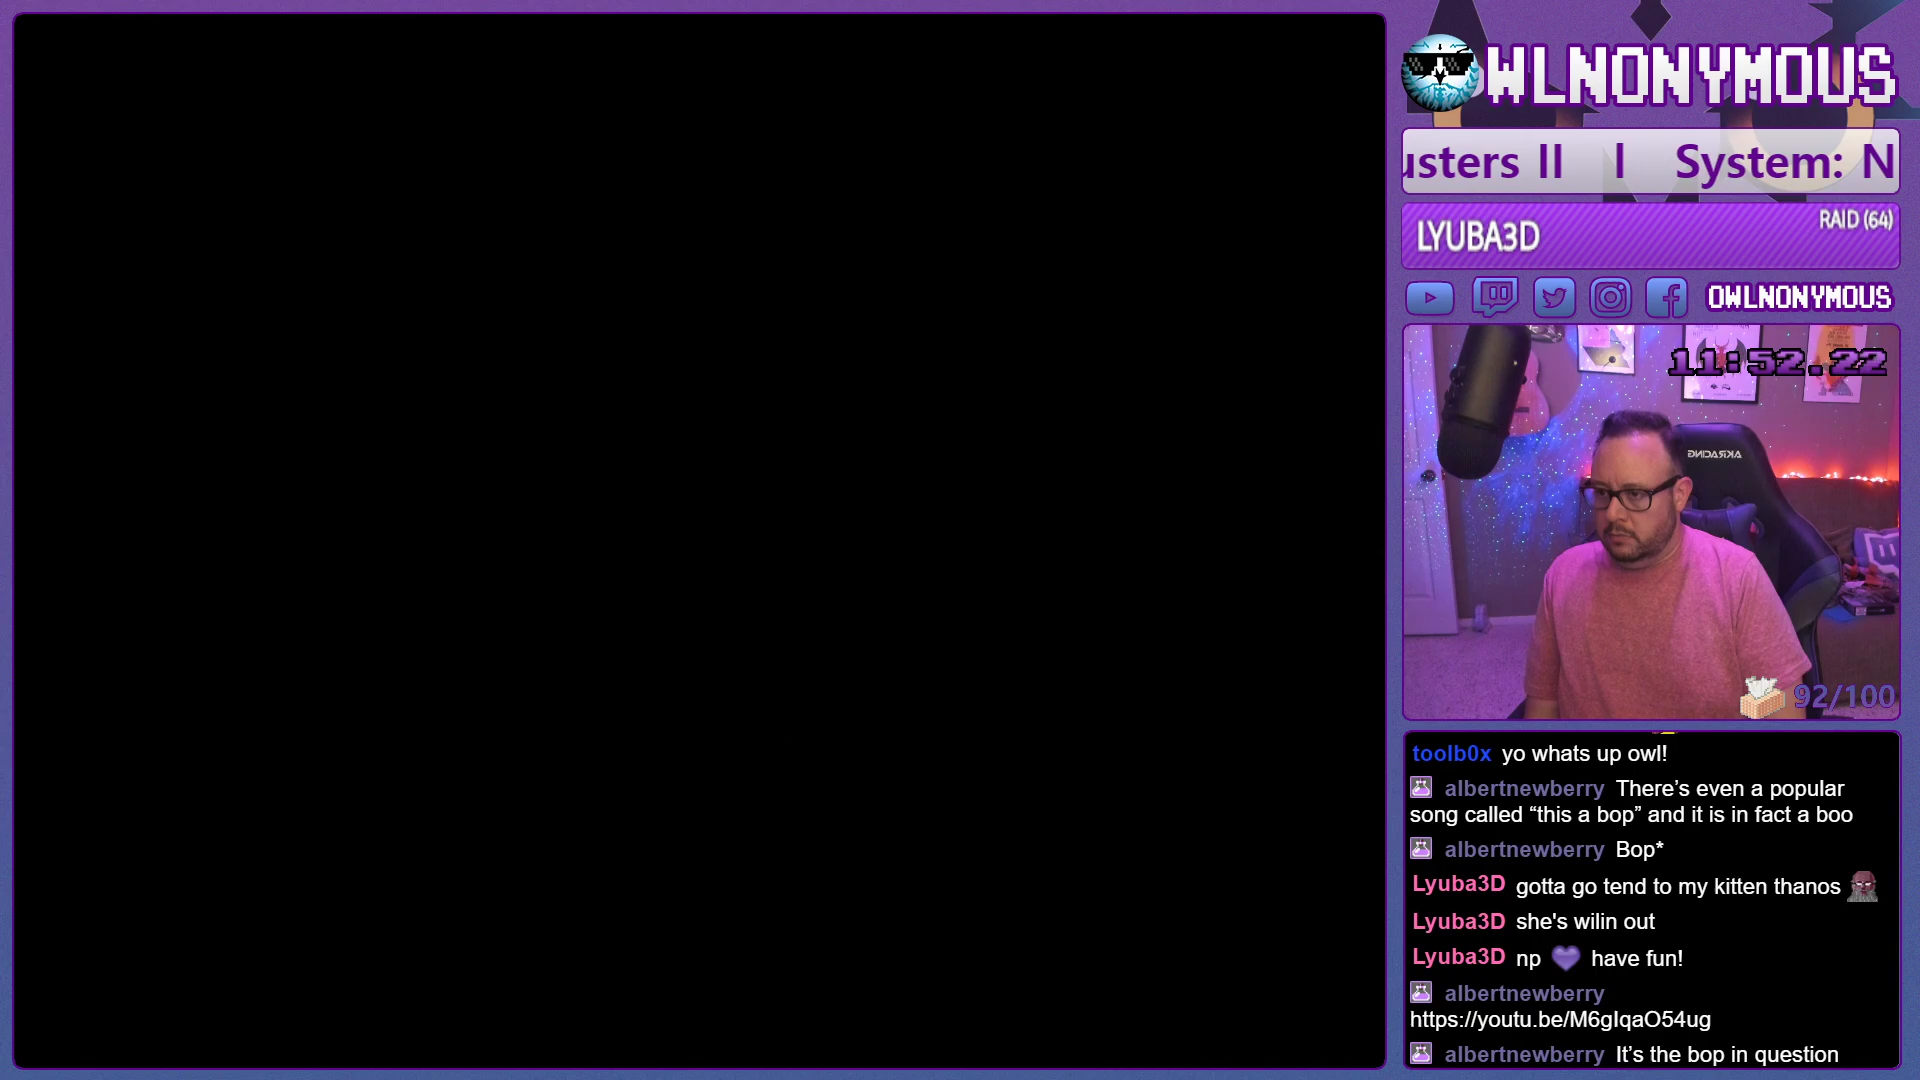 OWLNONYMOUS
usters II | System: N
LYUBA3D
RAID (64)
OWLNONYMOUS
11:52.22
AKRACING
92/100
toolb0x yo whats up owl!
albertnewberry There’s even a popular
song called “this a bop” and it is in fact a boo
albertnewberry Bop*
Lyuba3D gotta go tend to my kitten thanos
Lyuba3D she's wilin out
Lyuba3D np 💜 have fun!
albertnewberry
https://youtu.be/M6gIqaO54ug
albertnewberry It’s the bop in question